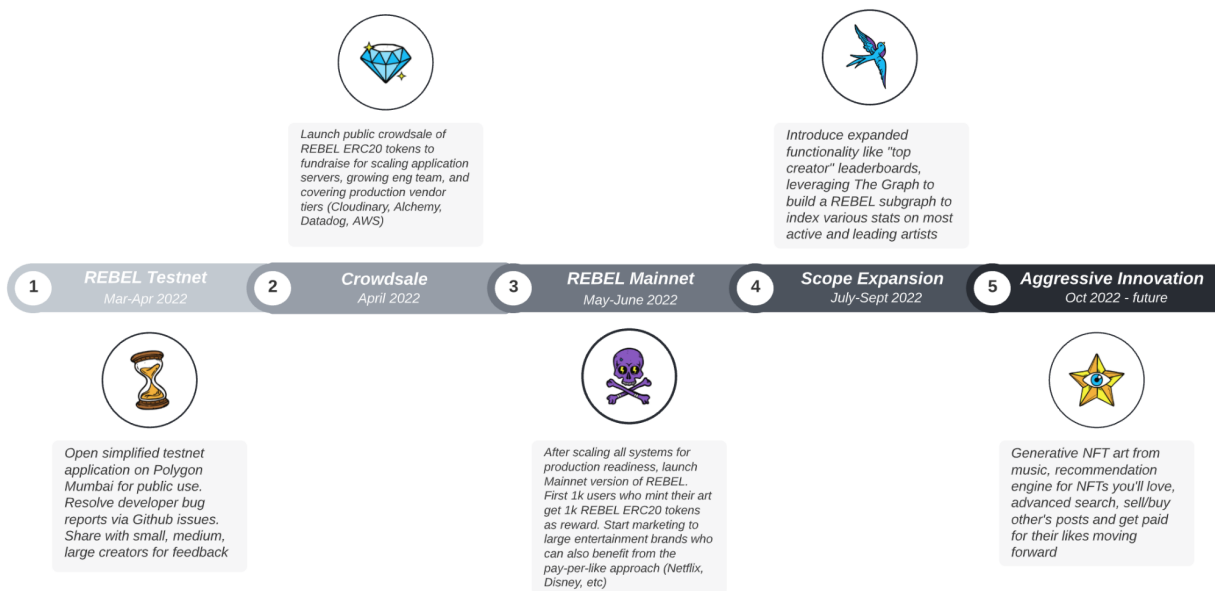 Launch public crowdsale of
REBEL ERC20 tokens to
fundraise for scaling application
servers, growing eng team, and
covering production vendor
tiers (Cloudinary, Alchemy,
Datadog, AWS)
Introduce expanded
functionality like "top
creator" leaderboards,
leveraging The Graph to
build a REBEL subgraph to
index various stats on most
active and leading artists
1
REBEL Testnet
Mar-Apr 2022
2
Crowdsale
April 2022
3
REBEL Mainnet
May-June 2022
4
Scope Expansion
July-Sept 2022
5
Aggressive Innovation
Oct 2022 - future
Open simplified testnet
application on Polygon
Mumbai for public use.
Resolve developer bug
reports via Github issues.
Share with small, medium,
large creators for feedback
After scaling all systems for
production readiness, launch
Mainnet version of REBEL.
First 1k users who mint their art
get 1k REBEL ERC20 tokens
as reward. Start marketing to
large entertainment brands who
can also benefit from the
pay-per-like approach (Netflix,
Disney, etc)
Generative NFT art from
music, recommendation
engine for NFTs you'll love,
advanced search, sell/buy
other's posts and get paid
for their likes moving
forward